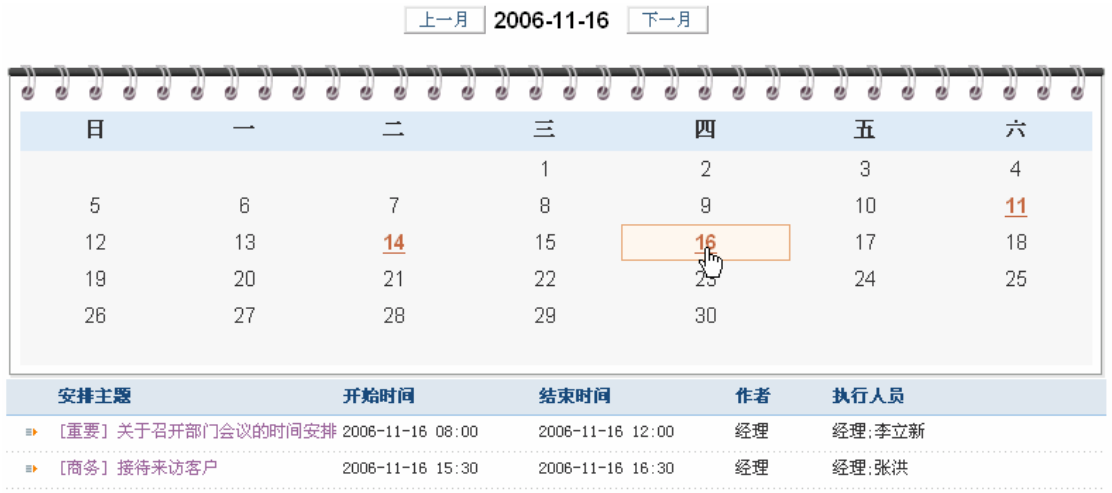 上一月 2006-11-16 下一月
日 一 二 三 四 五 六
1 2 3 4
5 6 7 8 9 10 11
12 13 14 15 16 17 18
19 20 21 22 23 24 25
26 27 28 29 30
安排主题 开始时间 结束时间 作者 执行人员
[重要] 关于召开部门会议的时间安排 2006-11-16 08:00 2006-11-16 12:00 经理 经理;李立新
[商务] 接待来访客户 2006-11-16 15:30 2006-11-16 16:30 经理 经理;张洪